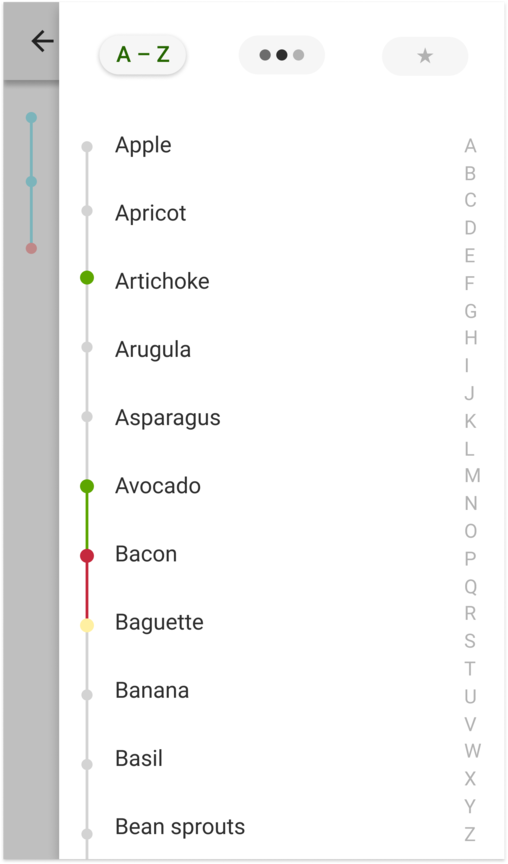 A – Z
Apple
Apricot
Artichoke
Arugula
Asparagus
Avocado
Bacon
Baguette
Banana
Basil
Bean sprouts
A
B
C
D
E
F
G
H
I
J
K
L
M
N
O
P
Q
R
S
T
U
V
W
X
Y
Z